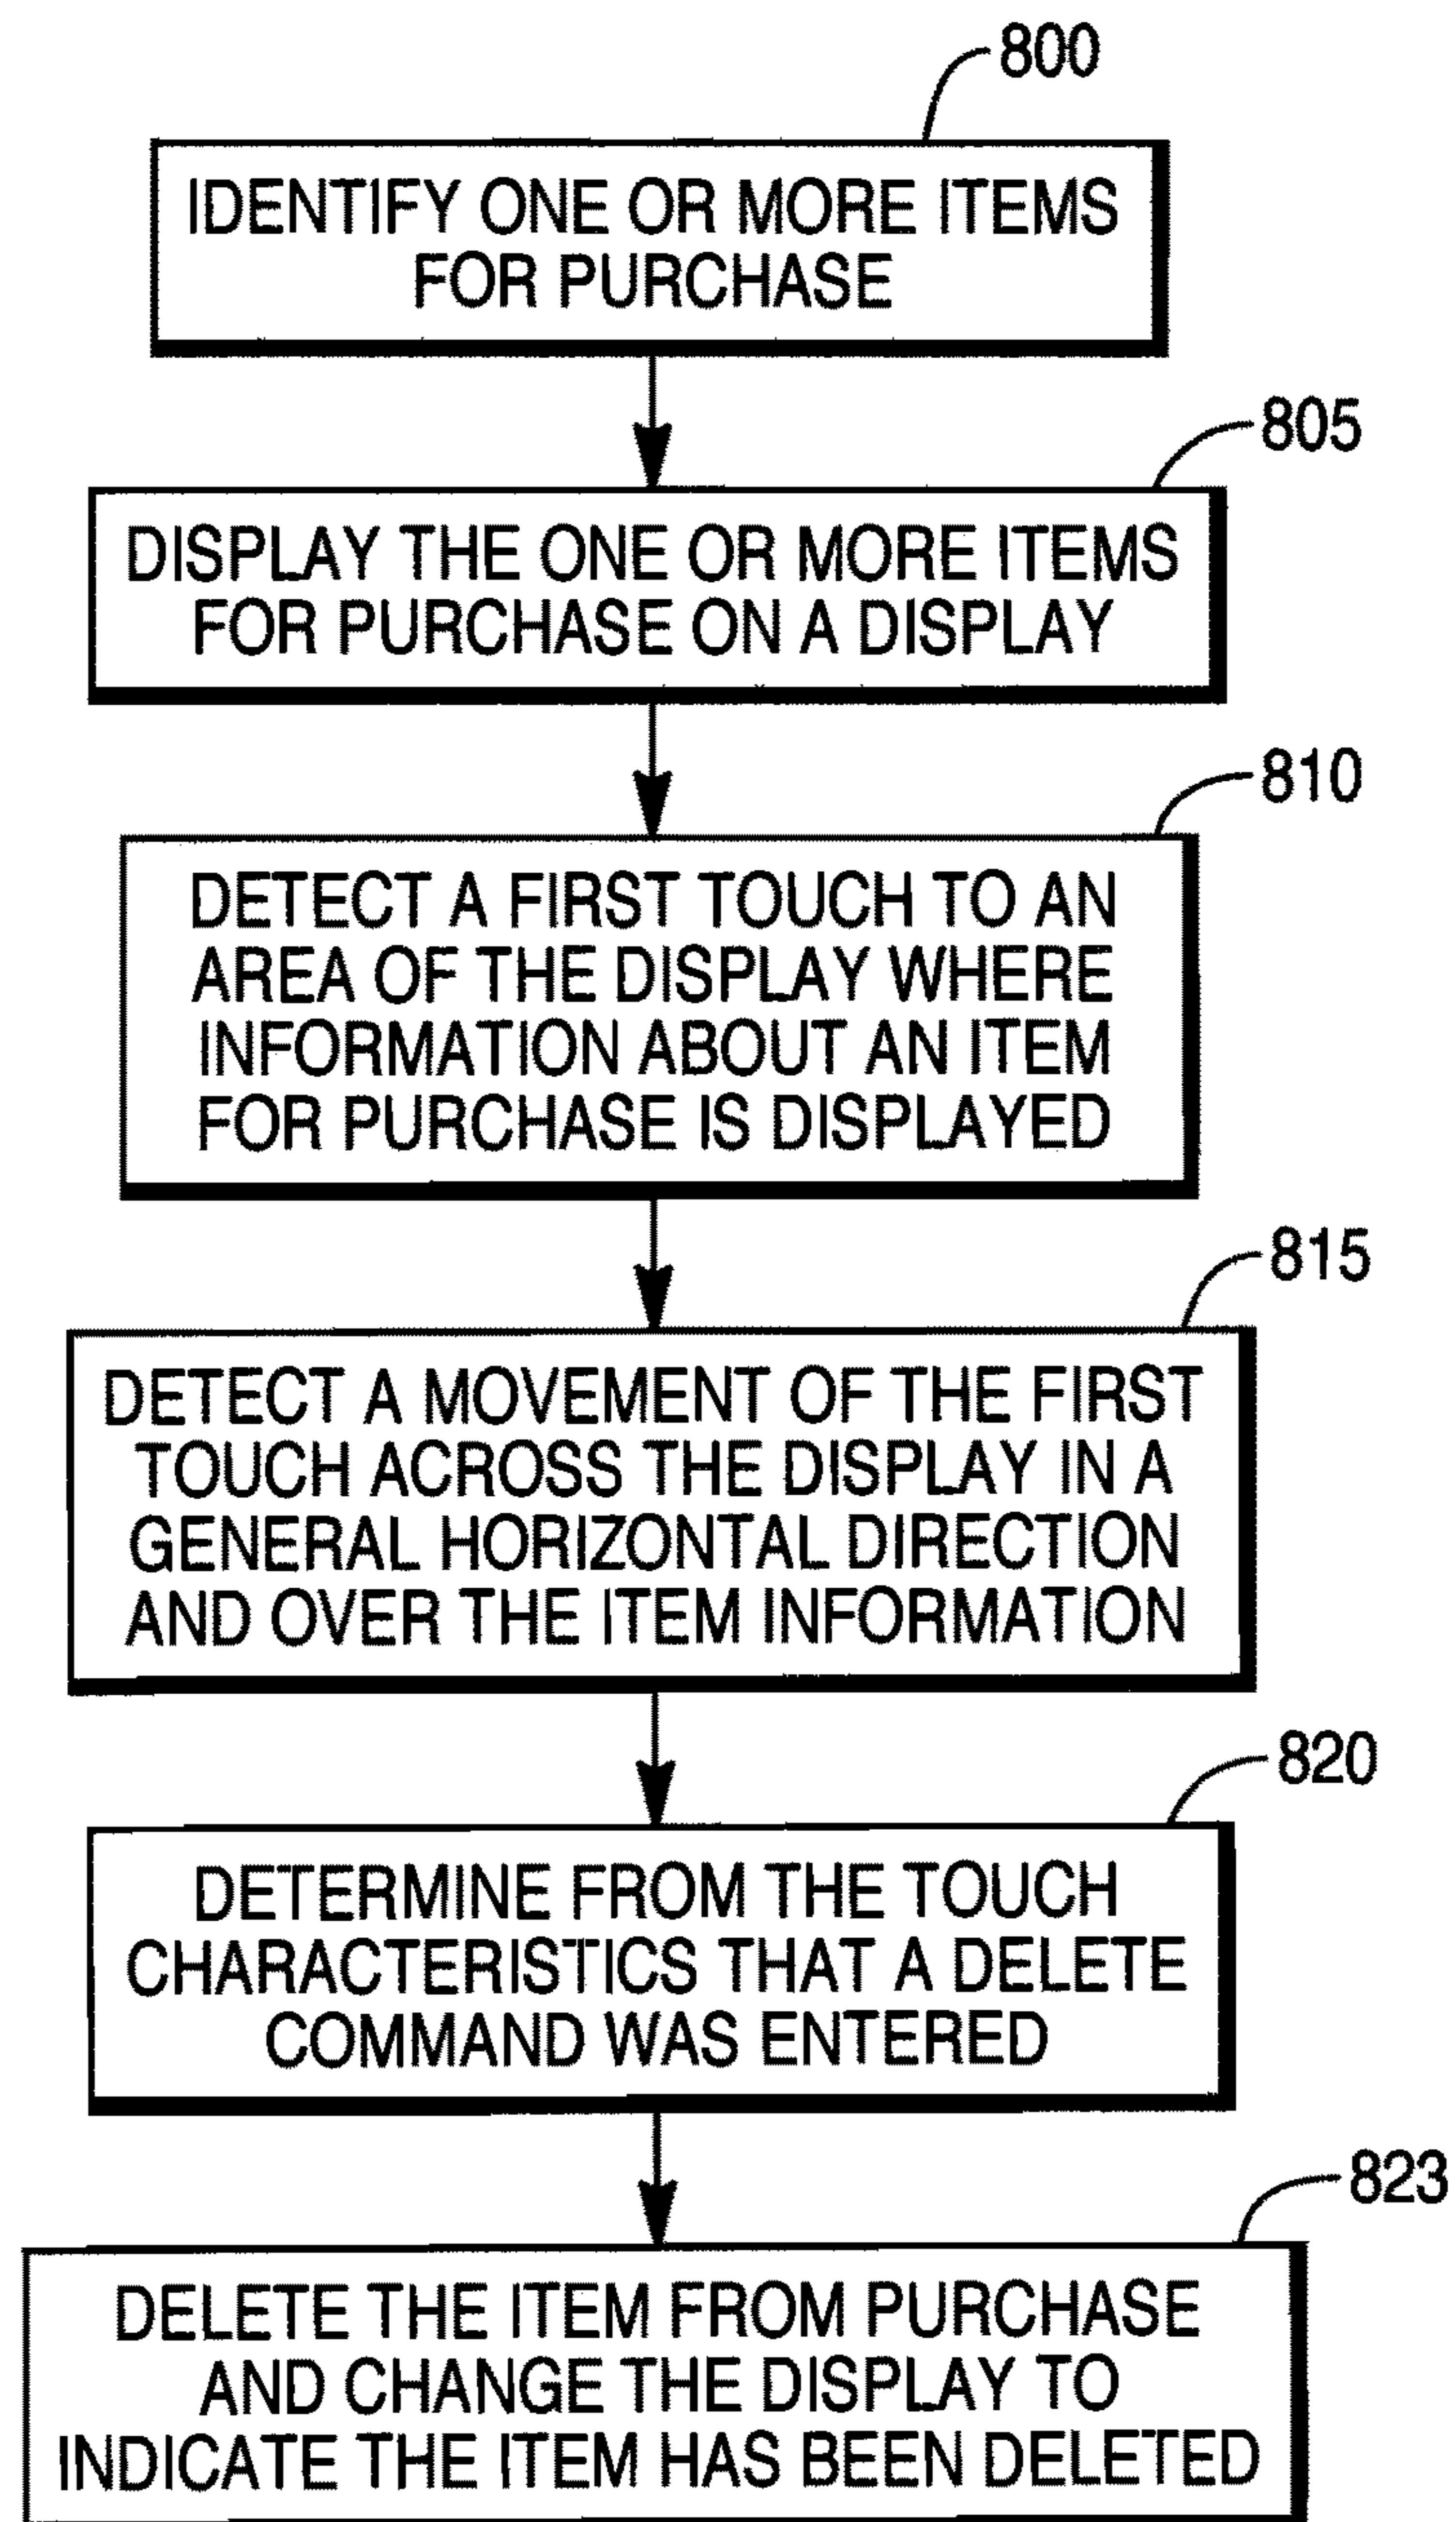 800
IDENTIFY ONE OR MORE ITEMS
FOR PURCHASE
805
DISPLAY THE ONE OR MORE ITEMS
FOR PURCHASE ON A DISPLAY
810
DETECT A FIRST TOUCH TO AN
AREA OF THE DISPLAY WHERE
INFORMATION ABOUT AN ITEM
FOR PURCHASE IS DISPLAYED
815
DETECT A MOVEMENT OF THE FIRST
TOUCH ACROSS THE DISPLAY IN A
GENERAL HORIZONTAL DIRECTION
AND OVER THE ITEM INFORMATION
820
DETERMINE FROM THE TOUCH
CHARACTERISTICS THAT A DELETE
COMMAND WAS ENTERED
823
DELETE THE ITEM FROM PURCHASE
AND CHANGE THE DISPLAY TO
INDICATE THE ITEM HAS BEEN DELETED